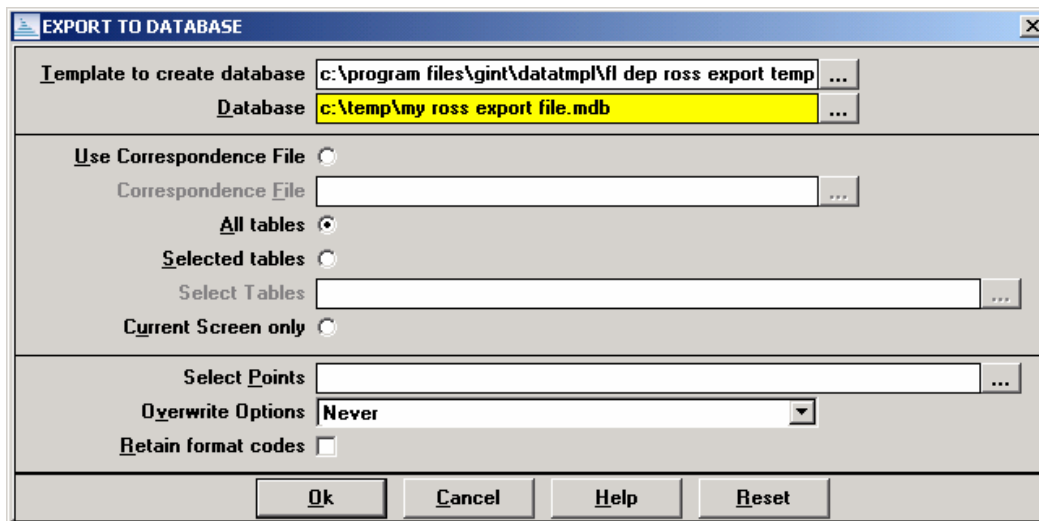 EXPORT TO DATABASE
Template to create database c:\program files\gint\datatmpl\fl dep ross export temp ...
Database c:\temp\my ross export file.mdb ...
Use Correspondence File
Correspondence File ...
All tables
Selected tables
Select Tables ...
Current Screen only
Select Points ...
Overwrite Options Never
Retain format codes
Ok Cancel Help Reset